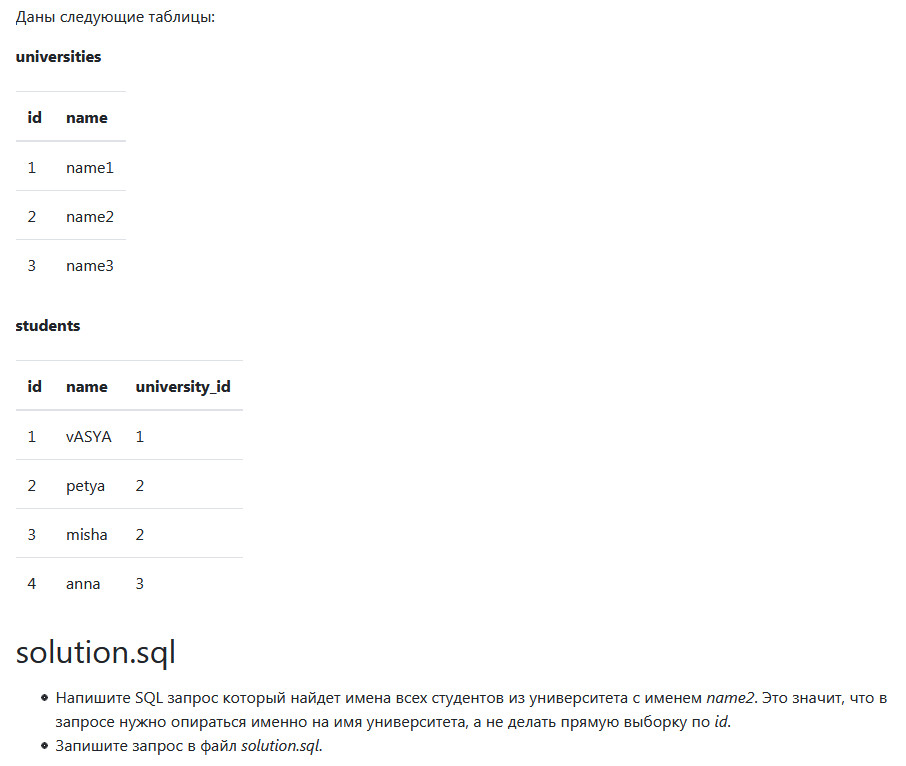 Даны следующие таблицы:
universities
id name
1 name1
2 name2
3 name3
students
id name university_id
1 vASYA 1
2 petya 2
3 misha 2
4 anna 3
solution.sql
Напишите SQL запрос который найдет имена всех студентов из университета с именем name2. Это значит, что в
запросе нужно опираться именно на имя университета, а не делать прямую выборку по id.
Запишите запрос в файл solution.sql.